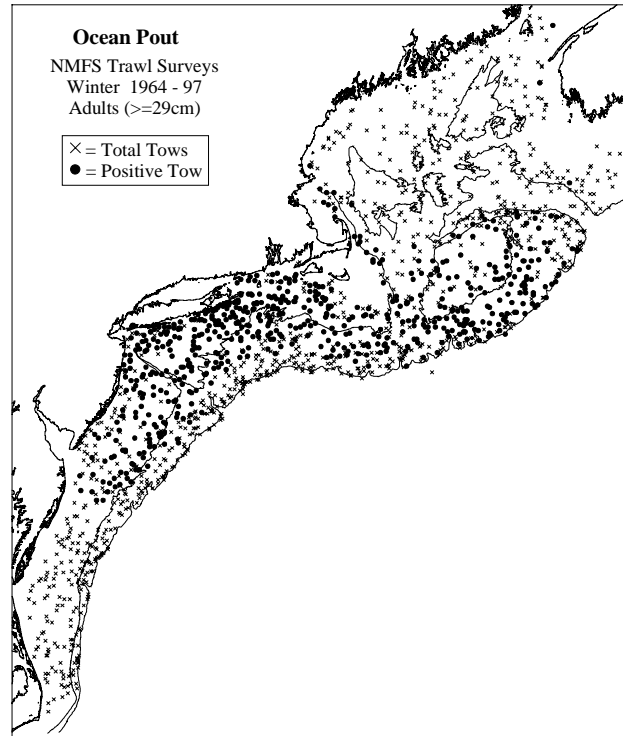 Ocean Pout
NMFS Trawl Surveys
Winter 1964 - 97
Adults (>=29cm)
× = Total Tows
● = Positive Tow